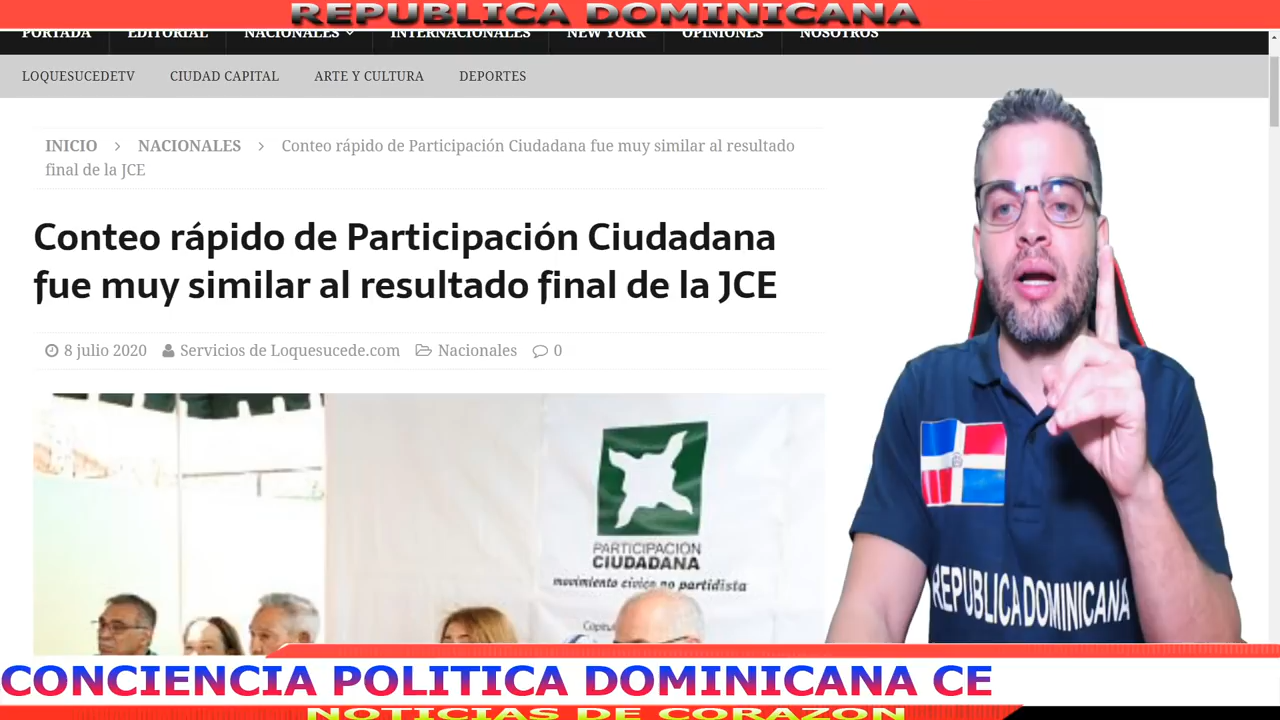 REPUBLICA DOMINICANA
PORTADA EDITORIAL NACIONALES INTERNACIONALES NEW YORK OPINIONES NOSOTROS
LOQUESUCEDETV CIUDAD CAPITAL ARTE Y CULTURA DEPORTES
INICIO > NACIONALES > Conteo rápido de Participación Ciudadana fue muy similar al resultado
final de la JCE
Conteo rápido de Participación Ciudadana
fue muy similar al resultado final de la JCE
8 julio 2020 Servicios de Loquesucede.com Nacionales 0
PARTICIPACIÓN
CIUDADANA
movimiento cívico no partidista
REPUBLICA DOMINICANA
CONCIENCIA POLITICA DOMINICANA CE
NOTICIAS DE CORAZON